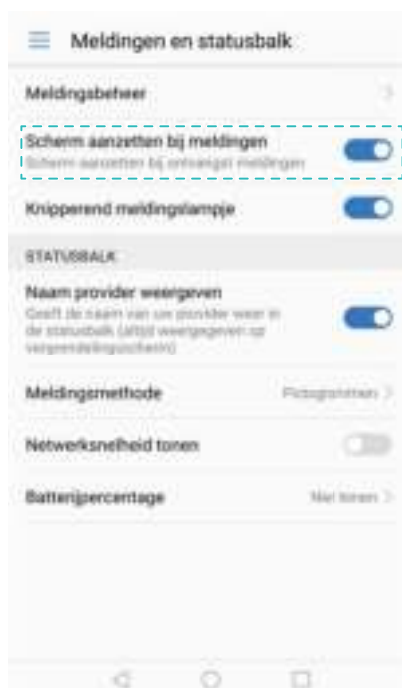 Meldingen en statusbalk
Meldingsbeheer
Scherm aanzetten bij meldingen
Scherm aanzetten bij ontvangst meldingen
Knipperend meldingslampje
STATUSBALK
Naam provider weergeven
Geeft de naam van uw provider weer in
de statusbalk (altijd weergegeven op
vergrendelingsscherm)
Meldingsmethode
Pictogrammen
Netwerksnelheid tonen
Batterijpercentage
Niet tonen